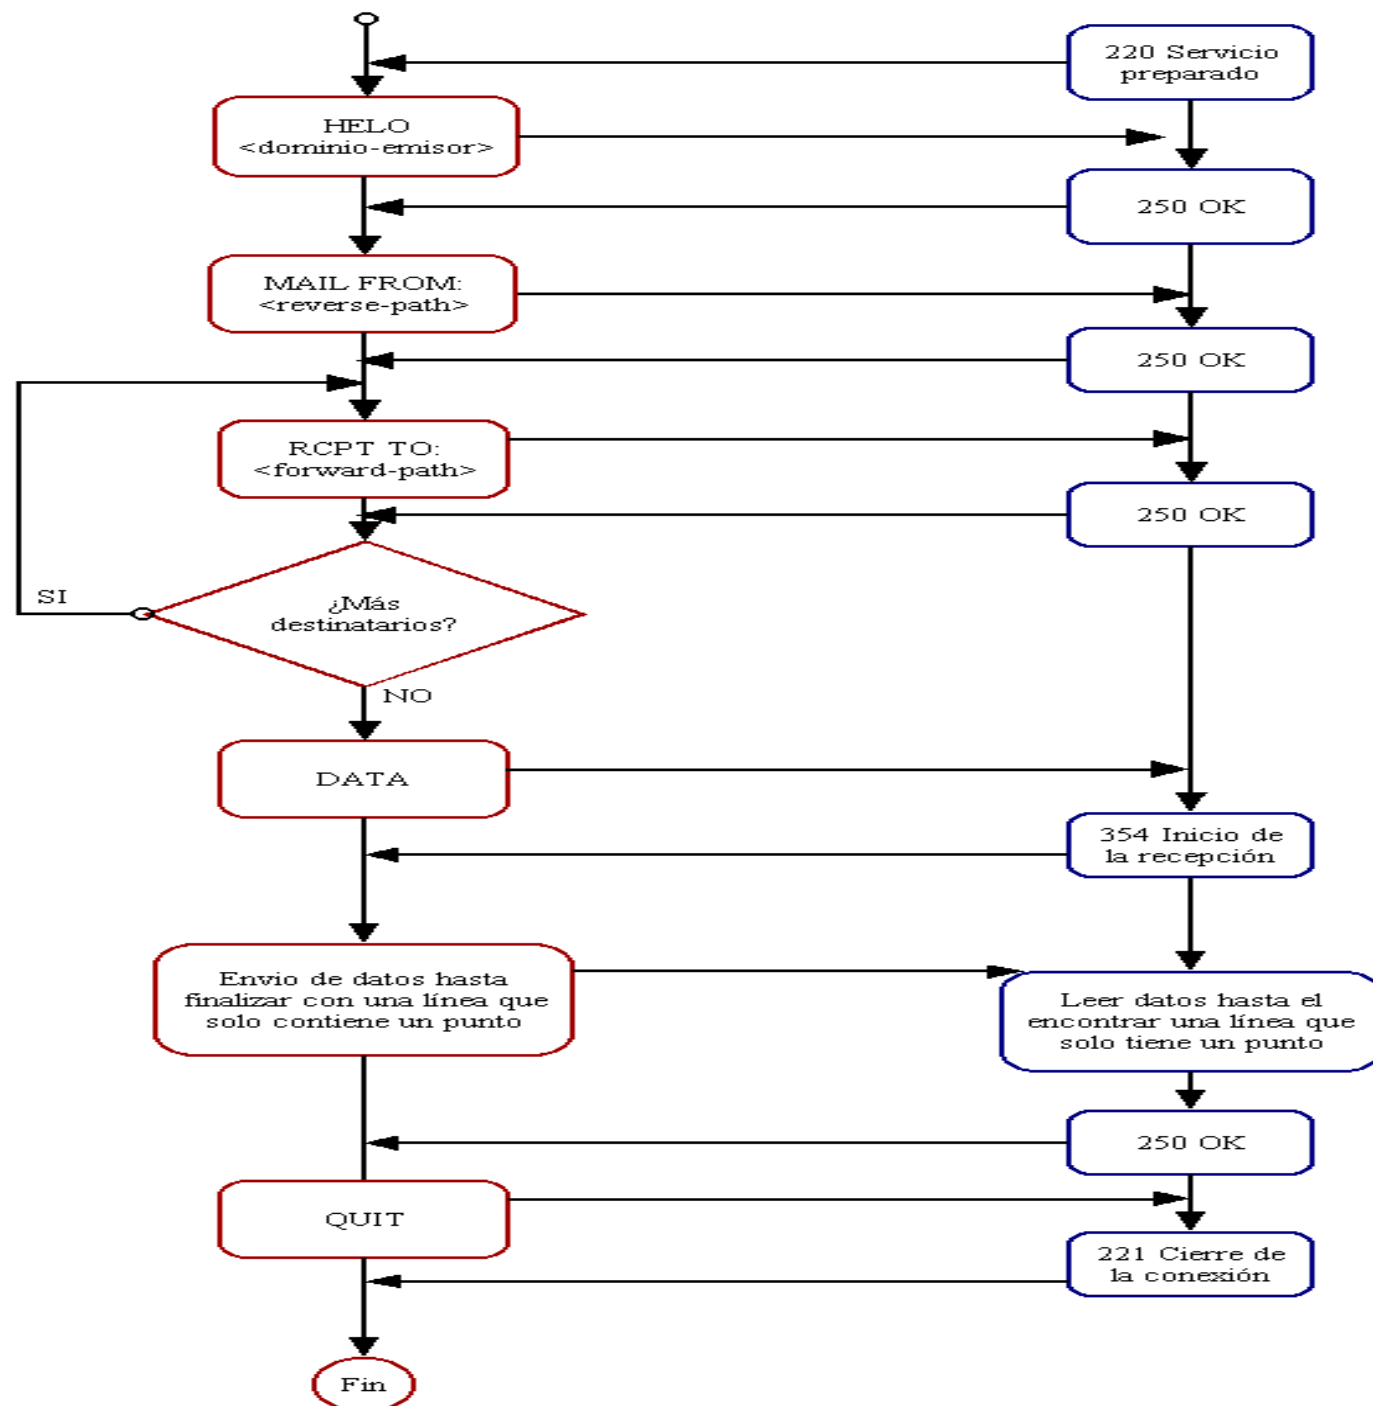 220 Servicio
preparado
HELO
<dominio-emisor>
250 OK
MAIL FROM:
<reverse-path>
250 OK
RCPT TO:
<forward-path>
250 OK
SI
¿Más
destinatarios?
NO
DATA
354 Inicio de
la recepción
Envio de datos hasta
finalizar con una línea que
solo contiene un punto
Leer datos hasta el
encontrar una línea que
solo tiene un punto
250 OK
QUIT
221 Cierre de
la conexión
Fin